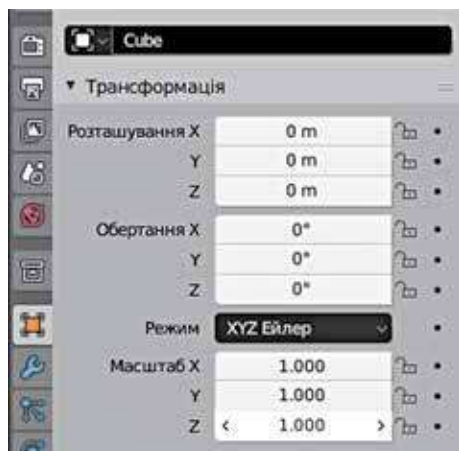 Cube
Трансформація
Розташування X 0 m
Y 0 m
Z 0 m
Обертання X 0°
Y 0°
Z 0°
Режим XYZ Ейлер
Масштаб X 1.000
Y 1.000
Z 1.000